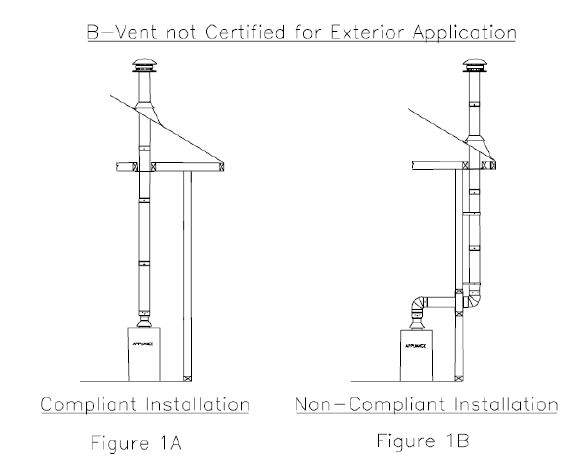 B-Vent not Certified for Exterior Application
APPLIANCE
APPLIANCE
Compliant Installation
Non-Compliant Installation
Figure 1A
Figure 1B